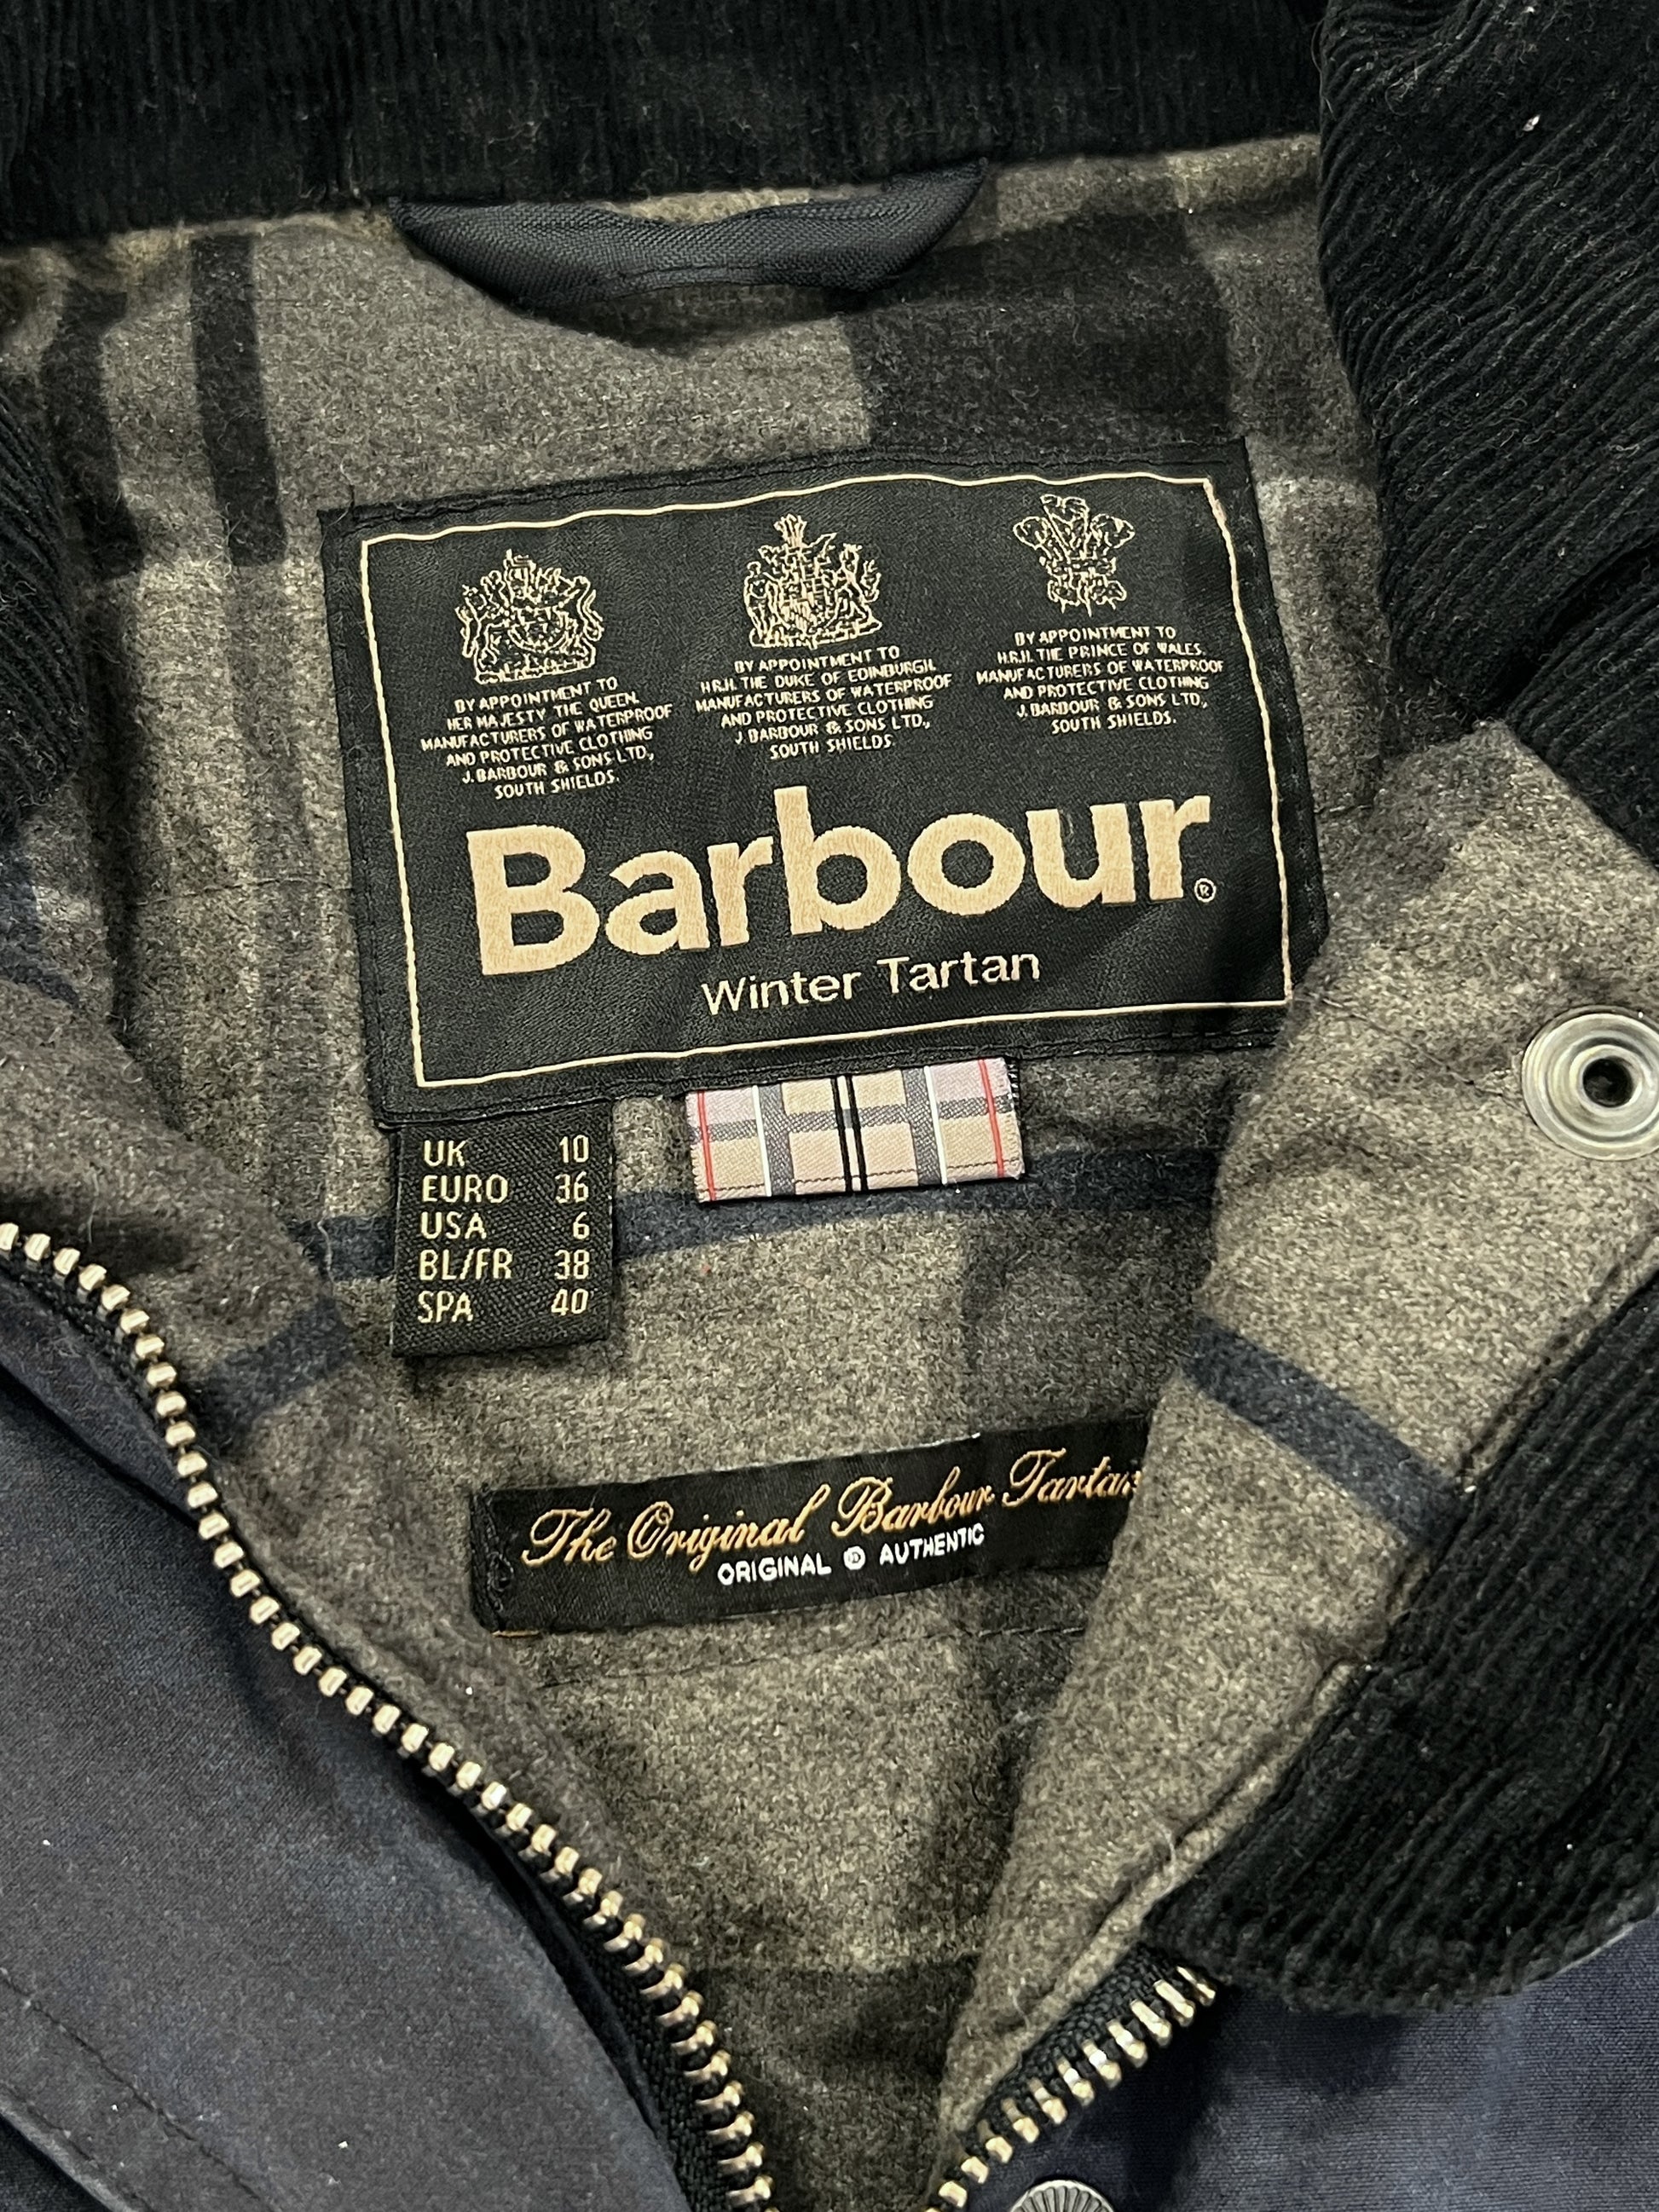 BY APPOINTMENT TO
HER MAJESTY THE QUEEN.
MANUFACTURERS OF WATERPROOF
AND PROTECTIVE CLOTHING
J. BARBOUR & SONS LTD.,
SOUTH SHIELDS.
BY APPOINTMENT TO
H.R.H. THE DUKE OF EDINBURGH.
MANUFACTURERS OF WATERPROOF
AND PROTECTIVE CLOTHING
J. BARBOUR & SONS LTD.,
SOUTH SHIELDS.
BY APPOINTMENT TO
H.R.H. THE PRINCE OF WALES.
MANUFACTURERS OF WATERPROOF
AND PROTECTIVE CLOTHING
J. BARBOUR & SONS LTD,
SOUTH SHIELDS.
Barbour®
Winter Tartan
UK 10
EURO 36
USA 6
BL/FR 38
SPA 40
The Original Barbour Tartan
ORIGINAL ® AUTHENTIC